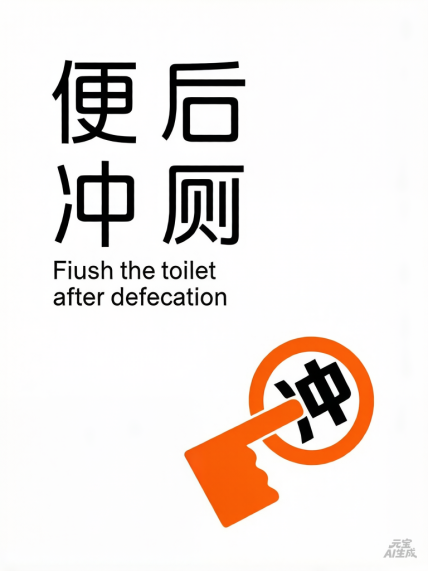 便后
冲厕
Fiush the toilet
after defecation
冲
元宝
AI生成